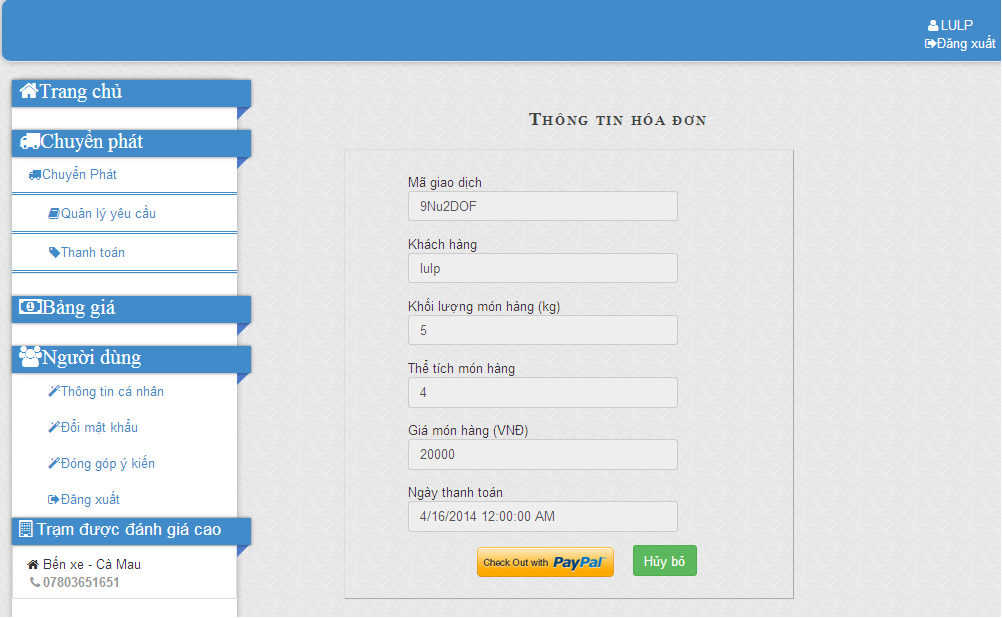 LULP
Đăng xuất
Trang chủ
Chuyển phát
Chuyển Phát
Quản lý yêu cầu
Thanh toán
Bảng giá
Người dùng
Thông tin cá nhân
Đổi mật khẩu
Đóng góp ý kiến
Đăng xuất
Trạm được đánh giá cao
Bến xe - Cà Mau
07803651651
Thông tin hóa đơn
Mã giao dịch
9Nu2DOF
Khách hàng
lulp
Khối lượng món hàng (kg)
5
Thể tích món hàng
4
Giá món hàng (VNĐ)
20000
Ngày thanh toán
4/16/2014 12:00:00 AM
Check Out with PayPal
Hủy bỏ